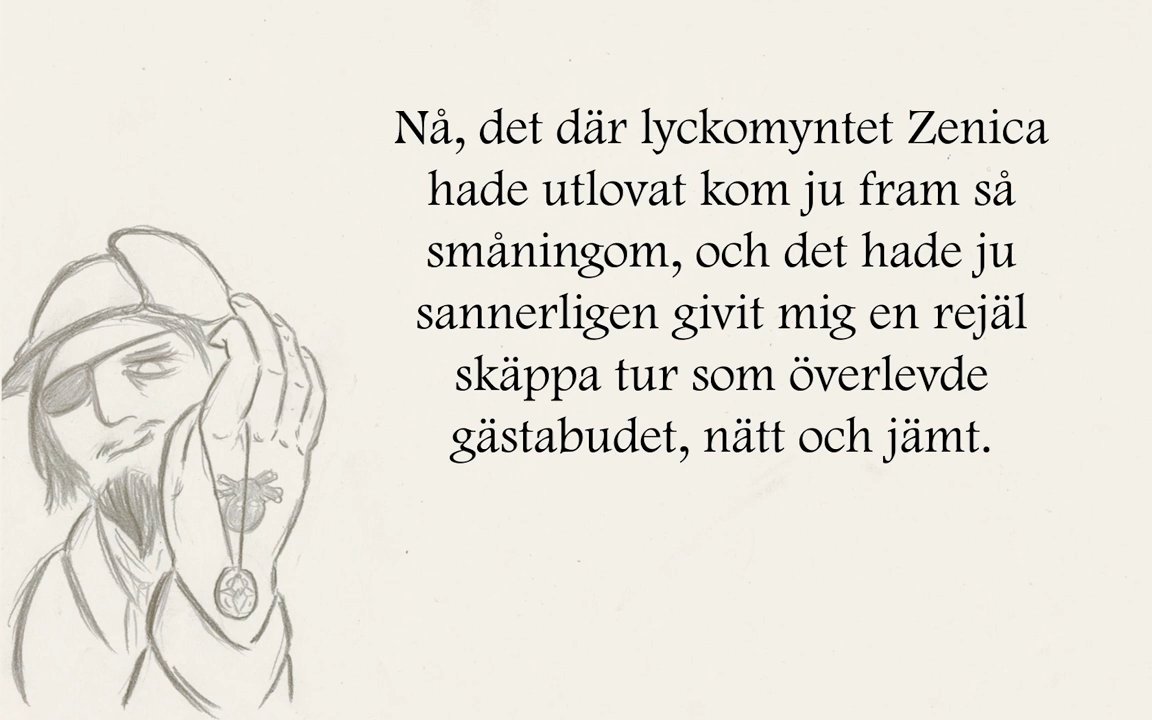 Nå, det där lyckomyntet Zenica
hade utlovat kom ju fram så
småningom, och det hade ju
sannerligen givit mig en rejäl
skäppa tur som överlevde
gästabudet, nätt och jämt.